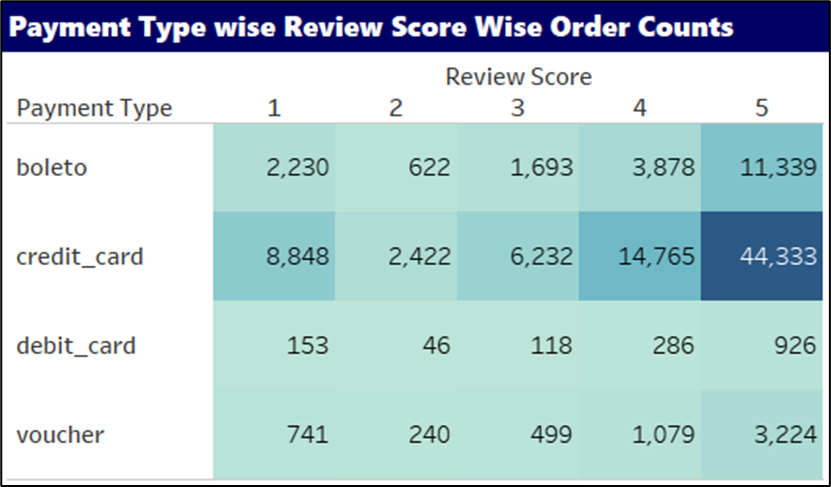 Payment Type wise Review Score Wise Order Counts
Review Score
Payment Type 1 2 3 4 5
boleto 2,230 622 1,693 3,878 11,339
credit_card 8,848 2,422 6,232 14,765 44,333
debit_card 153 46 118 286 926
voucher 741 240 499 1,079 3,224